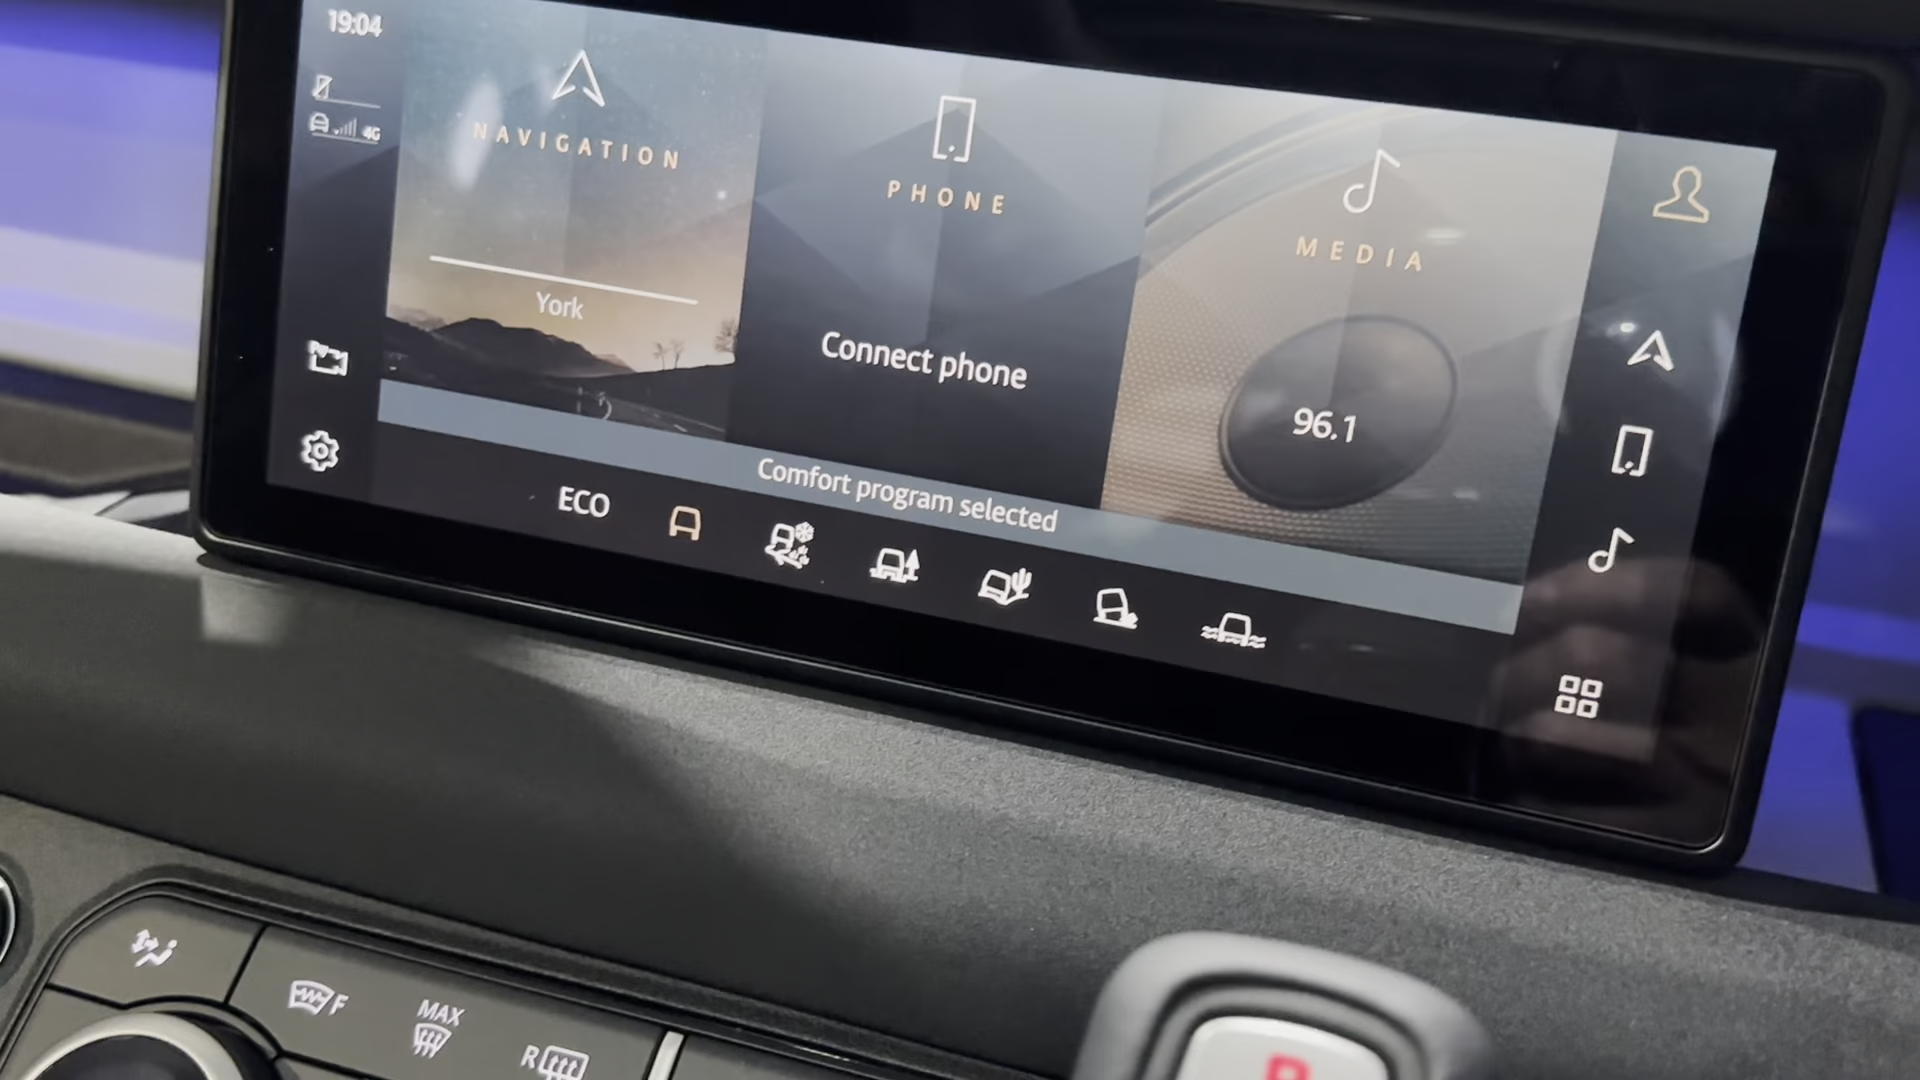 19:04
4G
NAVIGATION
York
PHONE
Connect phone
MEDIA
96.1
Comfort program selected
ECO
F
MAX
R